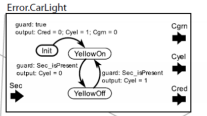 Error.CarLight
guard: true
output: Cred = 0; Cyel = 1; Cgrn = 0
Cgrn
Init
YellowOn
guard: Sec_isPresent
output: Cyel = 0
Cyel
guard: Sec_isPresent
output: Cyel = 1
Sec
YellowOff
Cred